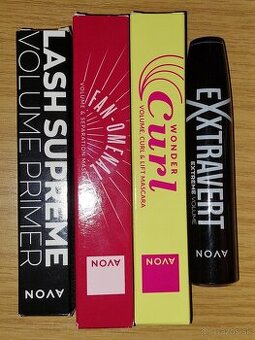 LASH SUPREME
VOLUME PRIMER
AVON
FAN-OMENAL
VOLUME & SEPARATION MASCARA
AVON
WONDER
Curl
VOLUME, CURL & LIFT MASCARA
AVON
EXXTRAVERT
EXTREME VOLUME
AVON